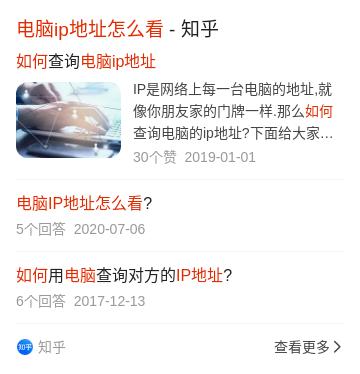 电脑ip地址怎么看 - 知乎
如何查询电脑ip地址
IP是网络上每一台电脑的地址,就
像你朋友家的门牌一样.那么如何
查询电脑的ip地址?下面给大家…
30个赞 2019-01-01
电脑IP地址怎么看?
5个回答 2020-07-06
如何用电脑查询对方的IP地址?
6个回答 2017-12-13
知乎 知乎
查看更多